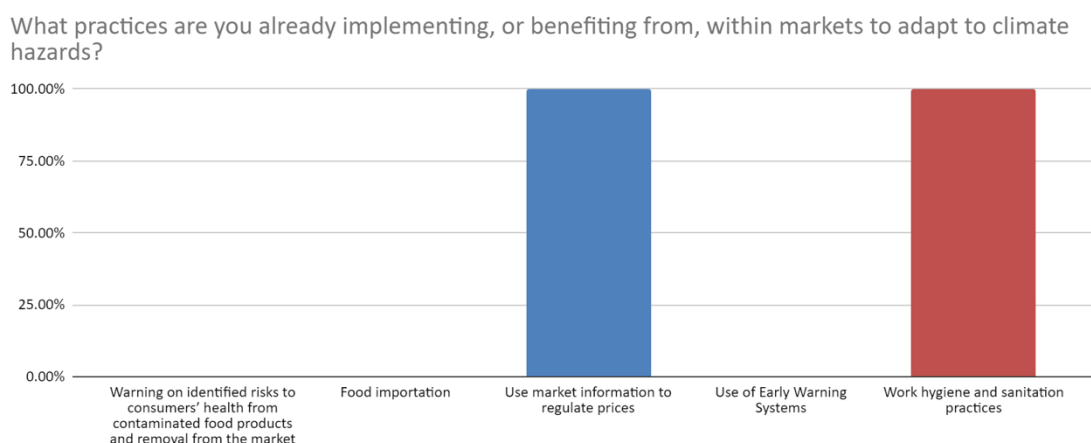 What practices are you already implementing, or benefiting from, within markets to adapt to climate
hazards?
100.00%
75.00%
50.00%
25.00%
0.00%
Warning on identified risks to
consumers’ health from
contaminated food products
and removal from the market
Food importation
Use market information to
regulate prices
Use of Early Warning
Systems
Work hygiene and sanitation
practices